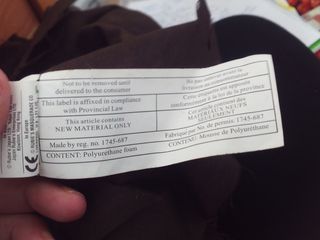 Not to be removed until
delivered to the consumer
This label is affixed in compliance
with Provincial Law
This article contains
NEW MATERIAL ONLY
Made by reg. no. 1745-687
CONTENT: Polyurethane foam
Ne pas enlever avant
livraison au consommateur
Cette étiquette est apposée
conformément à la loi de la province
Cet article contient des
MATÉRIAUX NEUFS
SEULEMENT
Fabriqué par No. de permis: 1745-687
CONTENU: Mousse de Polyuréthane
CE